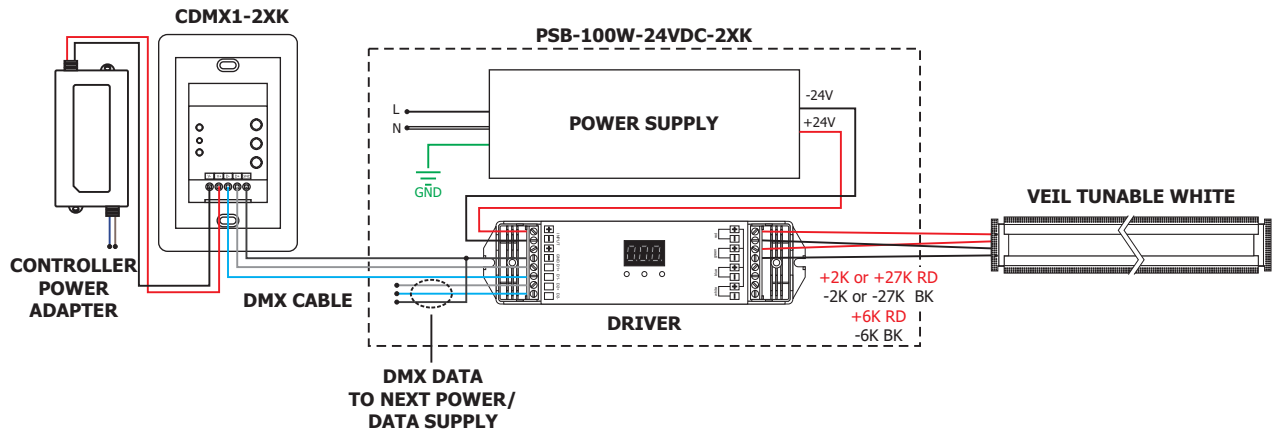 CDMX1-2XK
PSB-100W-24VDC-2XK
L
N
GND
POWER SUPPLY
-24V
+24V
VEIL TUNABLE WHITE
CONTROLLER
POWER
ADAPTER
DMX CABLE
000
DRIVER
+2K or +27K RD
-2K or -27K BK
+6K RD
-6K BK
DMX DATA
TO NEXT POWER/
DATA SUPPLY